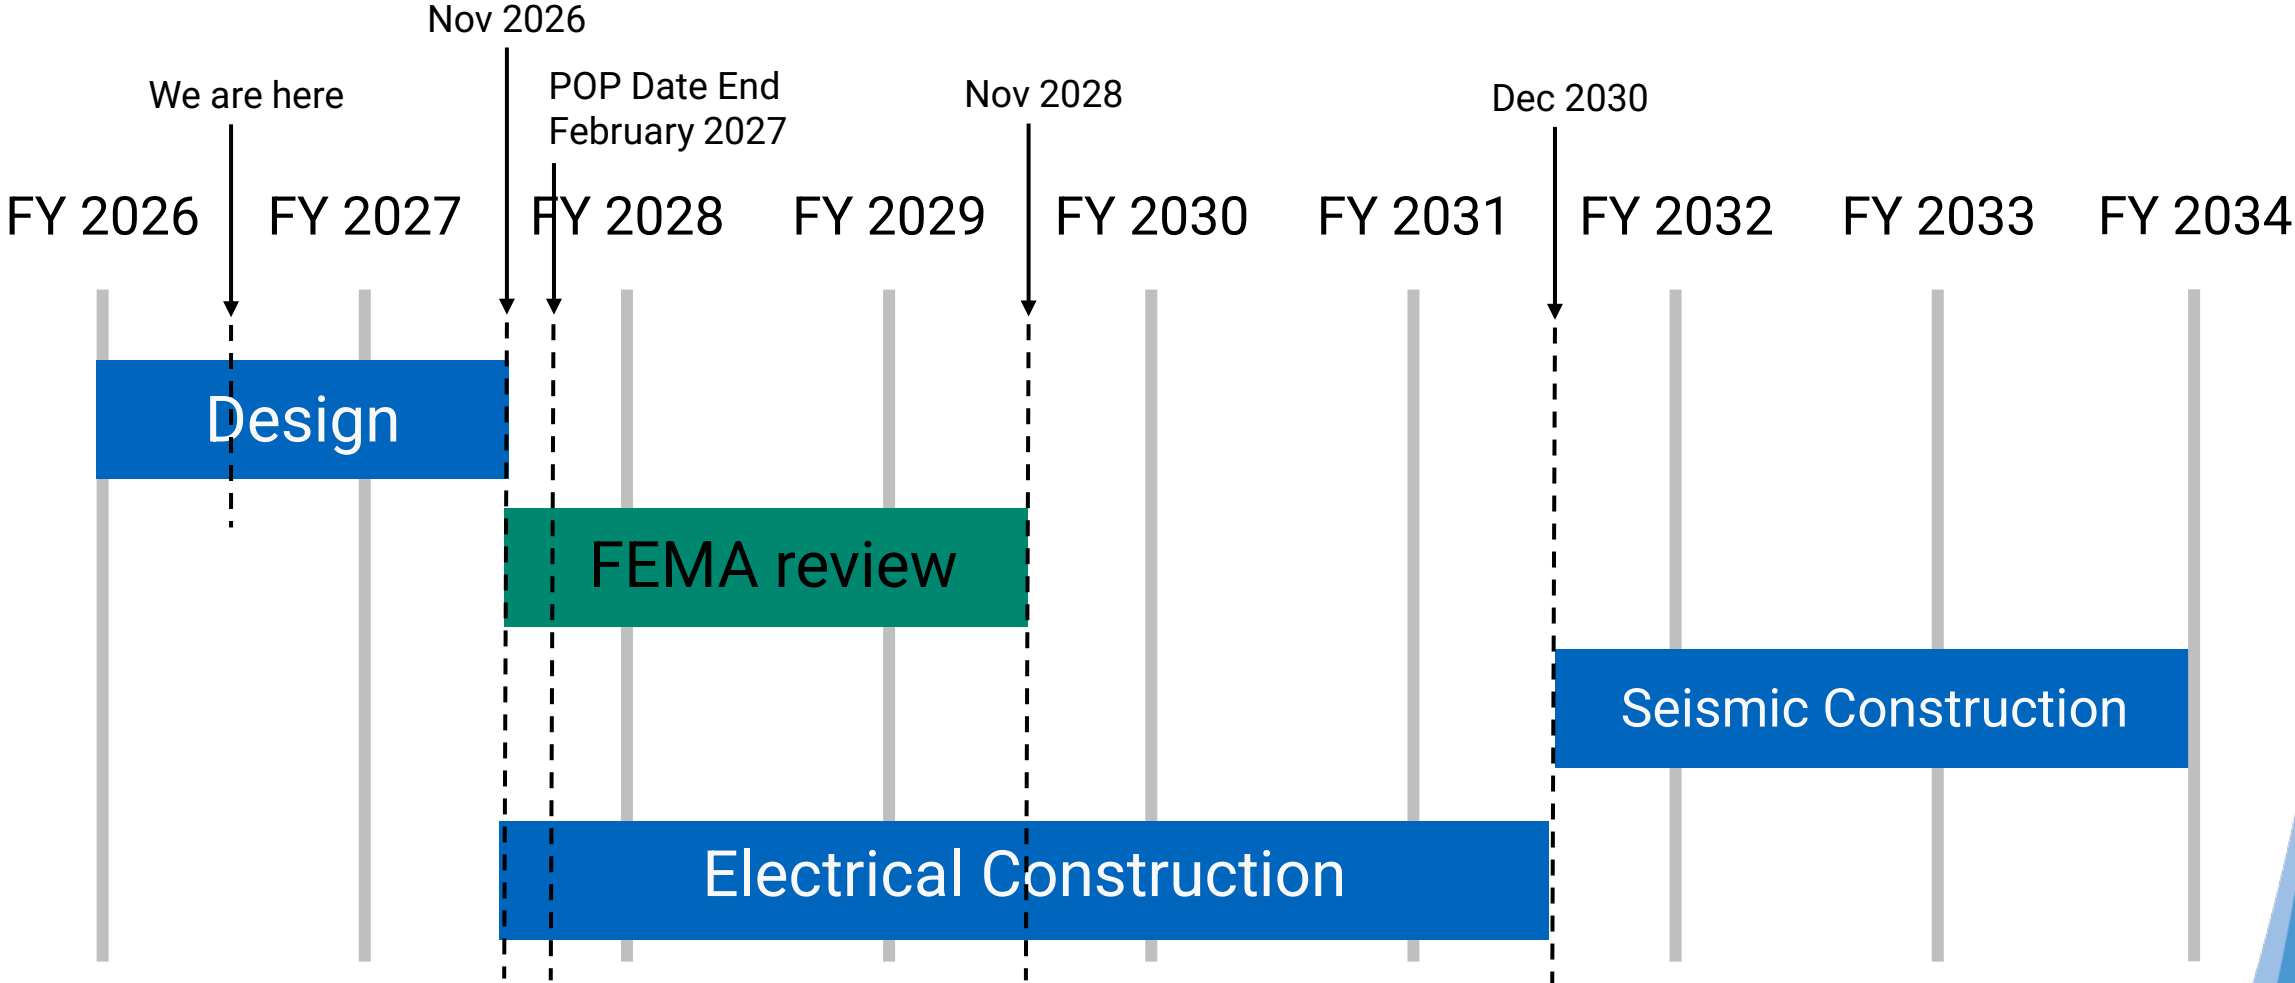 Nov 2026
We are here
POP Date End
February 2027
Nov 2028
Dec 2030
FY 2026
FY 2027
FY 2028
FY 2029
FY 2030
FY 2031
FY 2032
FY 2033
FY 2034
Design
FEMA review
Seismic Construction
Electrical Construction